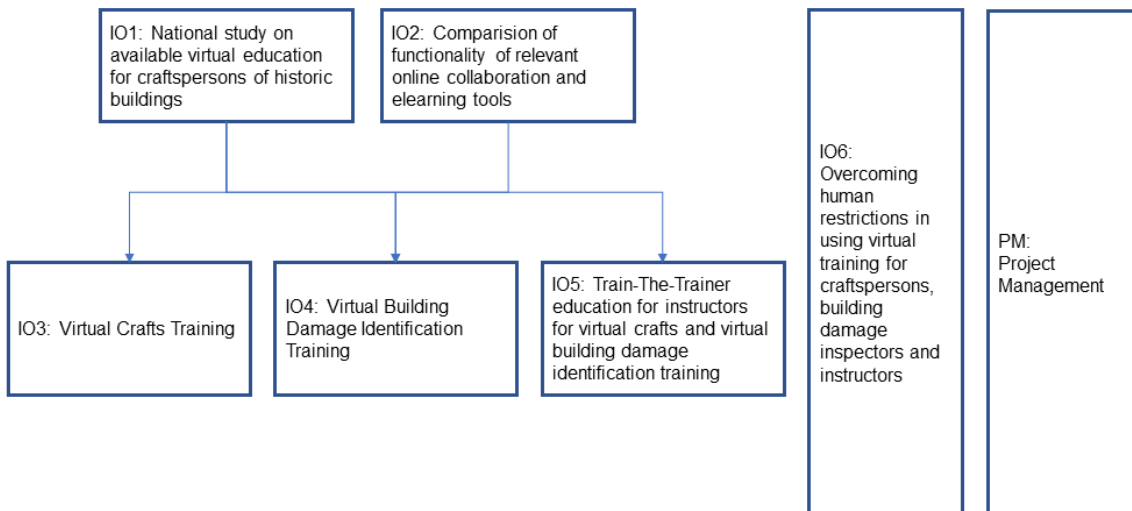 IO1: National study on
available virtual education
for craftspersons of historic
buildings
IO2: Comparision of
functionality of relevant
online collaboration and
elearning tools
IO3: Virtual Crafts Training
IO4: Virtual Building
Damage Identification
Training
IO5: Train-The-Trainer
education for instructors
for virtual crafts and virtual
building damage
identification training
IO6:
Overcoming
human
restrictions in
using virtual
training for
craftspersons,
building
damage
inspectors and
instructors
PM:
Project
Management